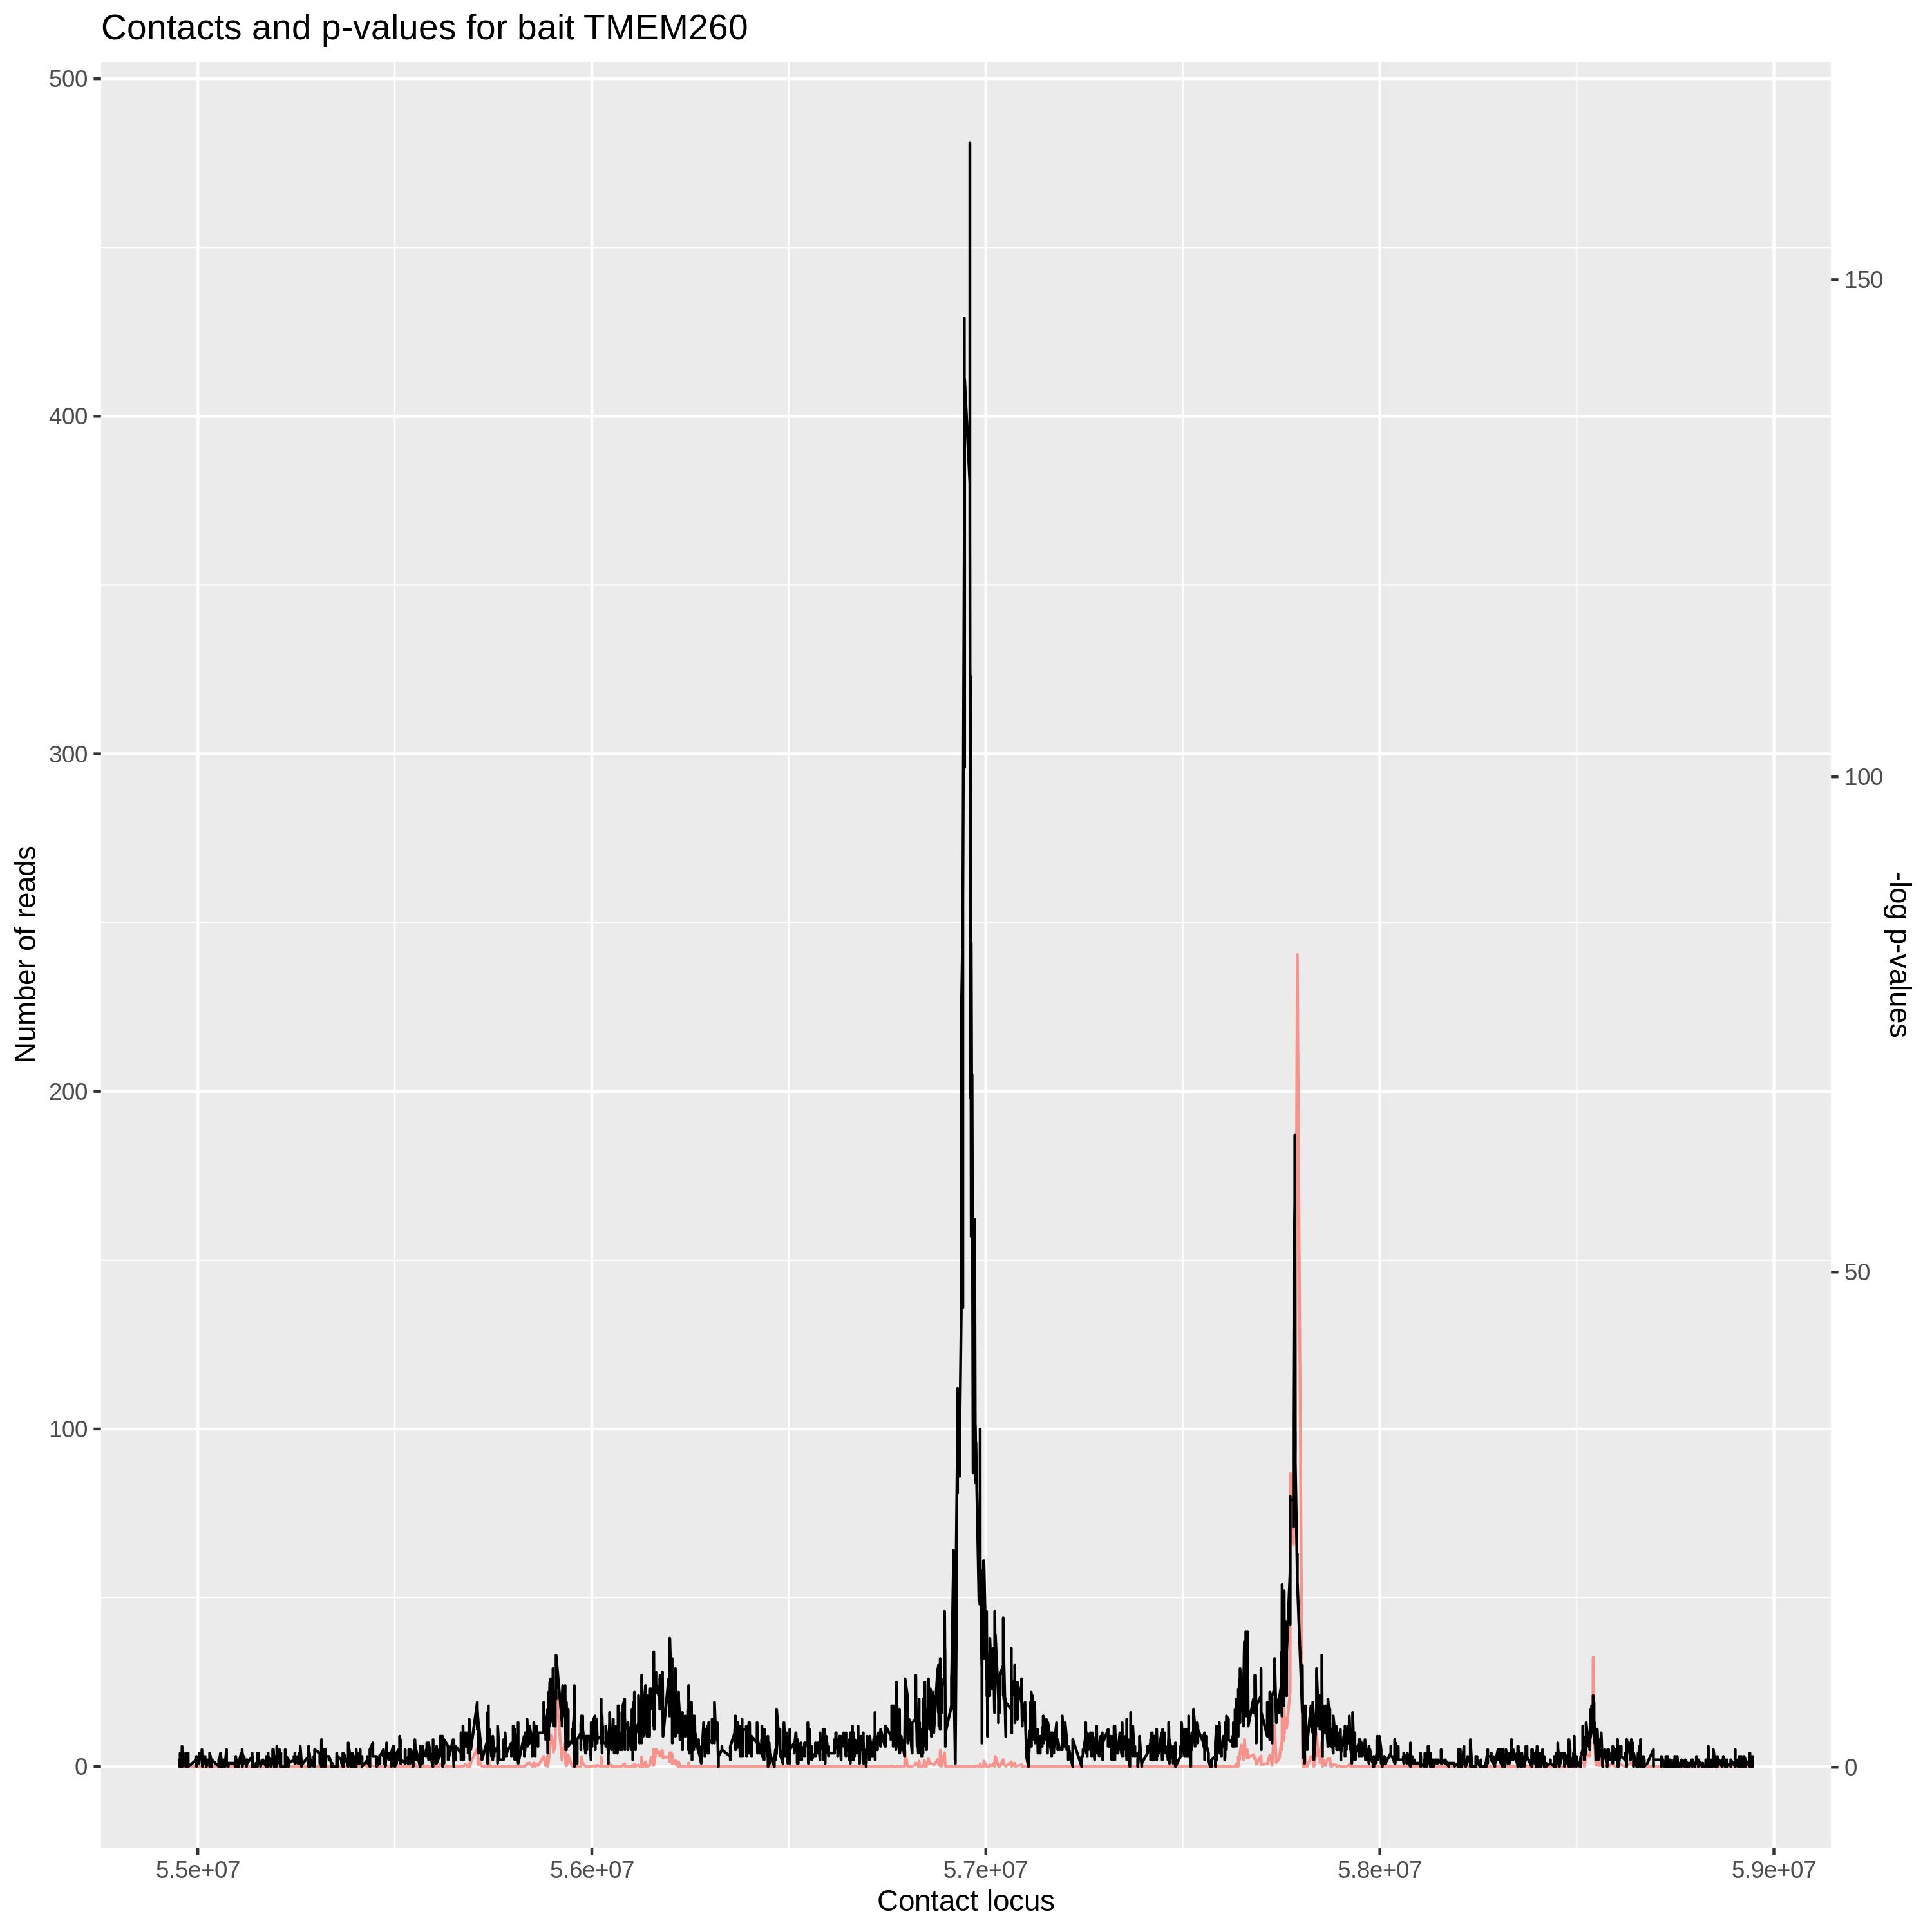 Contacts and p-values for bait TMEM260
500
400
300
200
100
0
Number of reads
150
100
50
0
-log p-values
5.5e+07
5.6e+07
5.7e+07
5.8e+07
5.9e+07
Contact locus